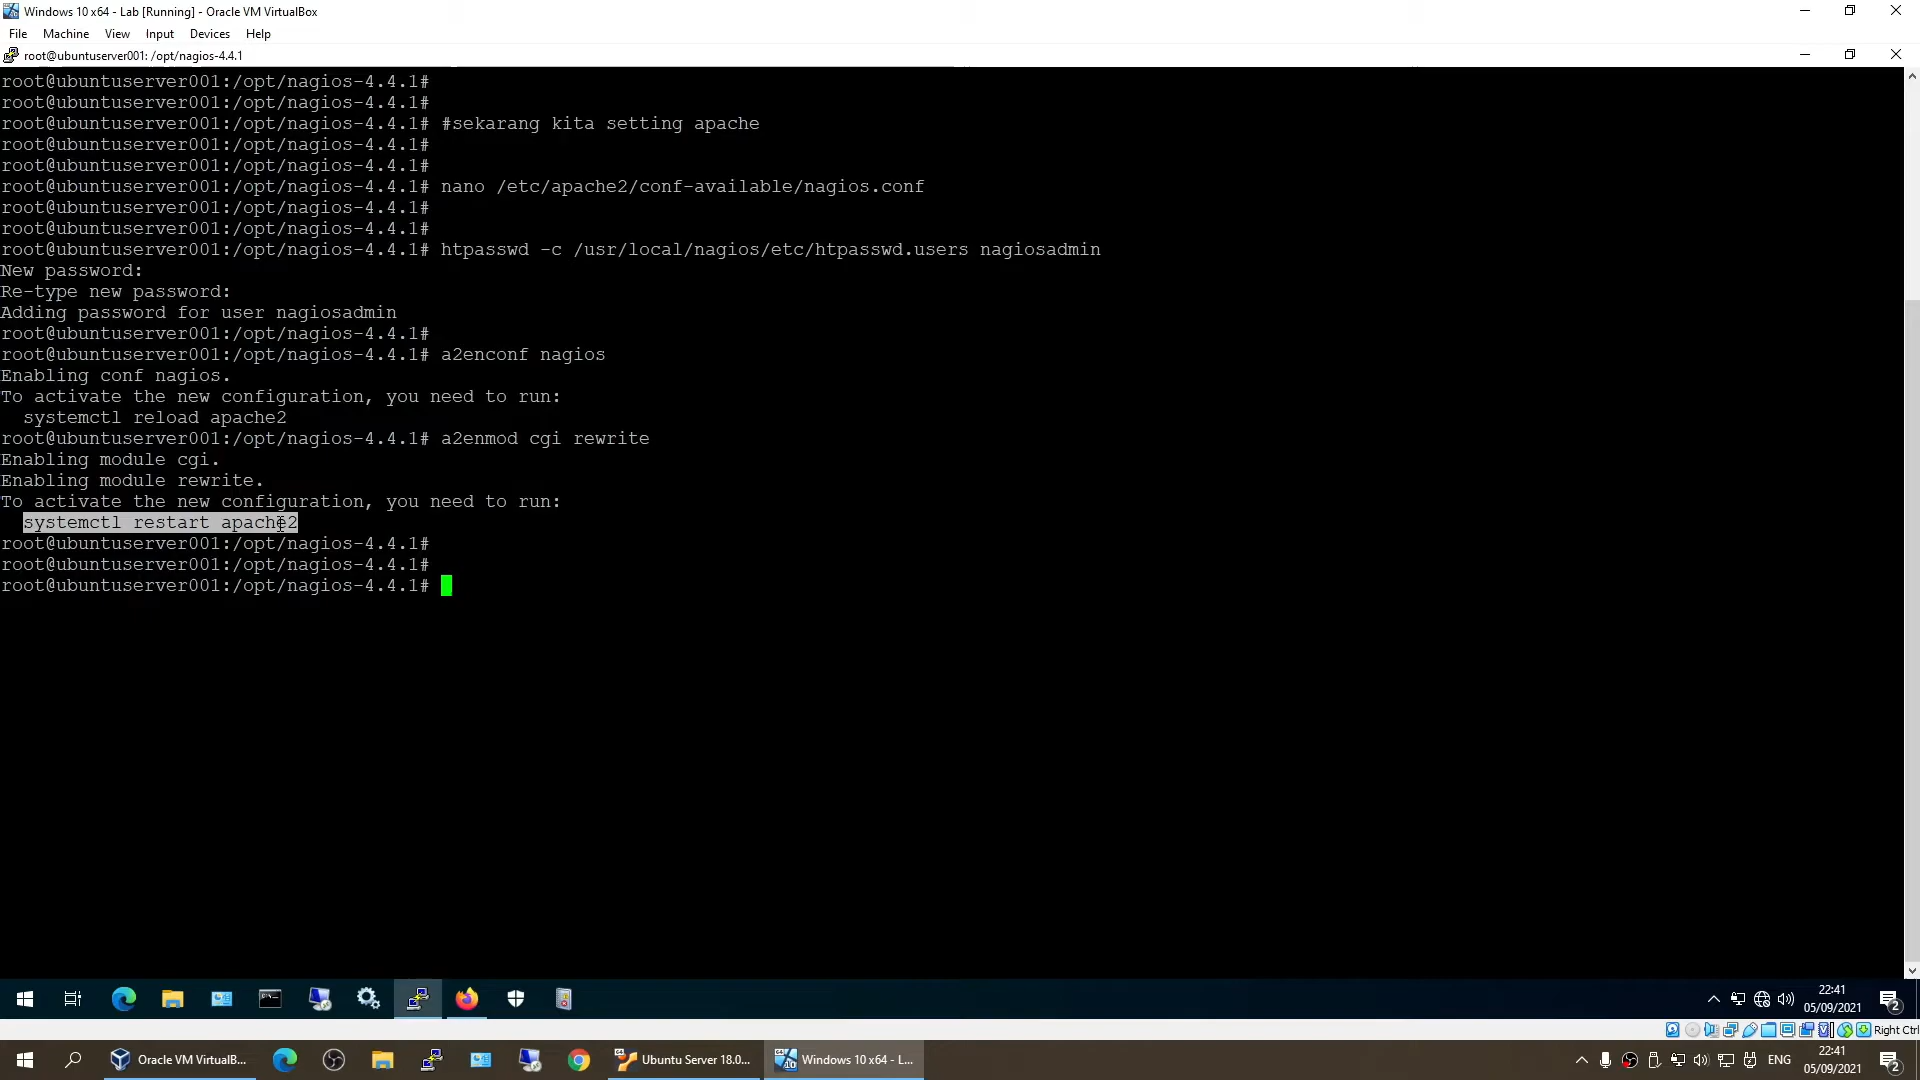 Windows 10 x64 - Lab [Running] - Oracle VM VirtualBox
File Machine View Input Devices Help
root@ubuntuserver001: /opt/nagios-4.4.1
root@ubuntuserver001:/opt/nagios-4.4.1#
root@ubuntuserver001:/opt/nagios-4.4.1#
root@ubuntuserver001:/opt/nagios-4.4.1# #sekarang kita setting apache
root@ubuntuserver001:/opt/nagios-4.4.1#
root@ubuntuserver001:/opt/nagios-4.4.1#
root@ubuntuserver001:/opt/nagios-4.4.1# nano /etc/apache2/conf-available/nagios.conf
root@ubuntuserver001:/opt/nagios-4.4.1#
root@ubuntuserver001:/opt/nagios-4.4.1#
root@ubuntuserver001:/opt/nagios-4.4.1# htpasswd -c /usr/local/nagios/etc/htpasswd.users nagiosadmin
New password:
Re-type new password:
Adding password for user nagiosadmin
root@ubuntuserver001:/opt/nagios-4.4.1#
root@ubuntuserver001:/opt/nagios-4.4.1# a2enconf nagios
Enabling conf nagios.
To activate the new configuration, you need to run:
systemctl reload apache2
root@ubuntuserver001:/opt/nagios-4.4.1# a2enmod cgi rewrite
Enabling module cgi.
Enabling module rewrite.
To activate the new configuration, you need to run:
systemctl restart apache2
root@ubuntuserver001:/opt/nagios-4.4.1#
root@ubuntuserver001:/opt/nagios-4.4.1#
root@ubuntuserver001:/opt/nagios-4.4.1#
22:41
05/09/2021
2
Right Ctrl
Oracle VM VirtualB...
Ubuntu Server 18.0...
Windows 10 x64 - L...
ENG
22:41
05/09/2021
2